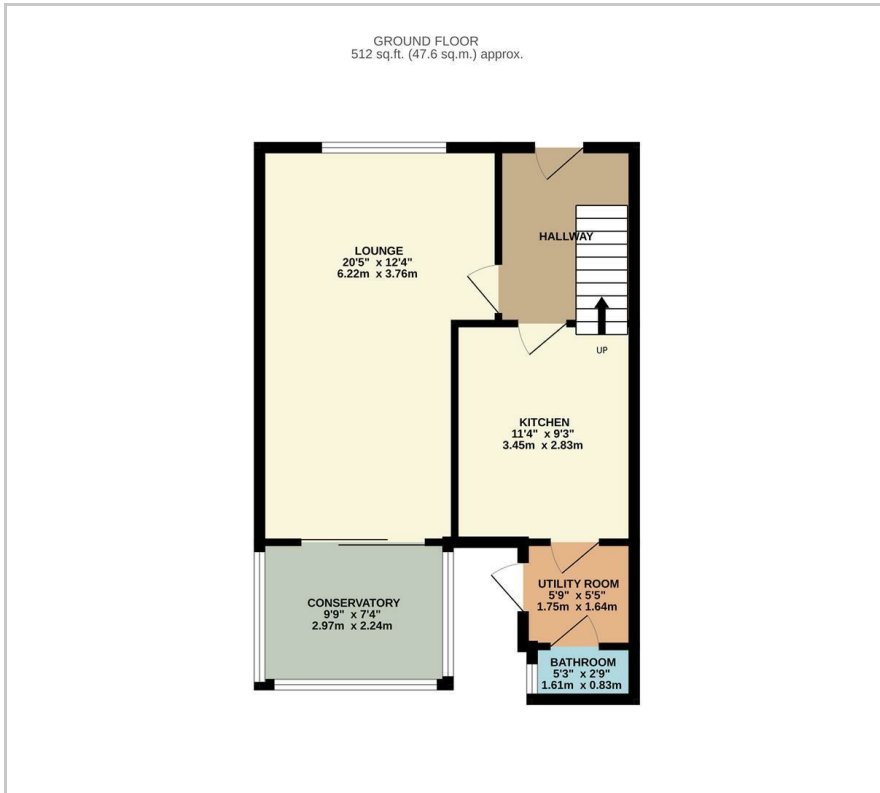 GROUND FLOOR
512 sq.ft. (47.6 sq.m.) approx.
HALLWAY
LOUNGE
20'5" x 12'4"
6.22m x 3.76m
UP
KITCHEN
11'4" x 9'3"
3.45m x 2.83m
UTILITY ROOM
5'9" x 5'5"
1.75m x 1.64m
CONSERVATORY
9'9" x 7'4"
2.97m x 2.24m
BATHROOM
5'3" x 2'9"
1.61m x 0.83m